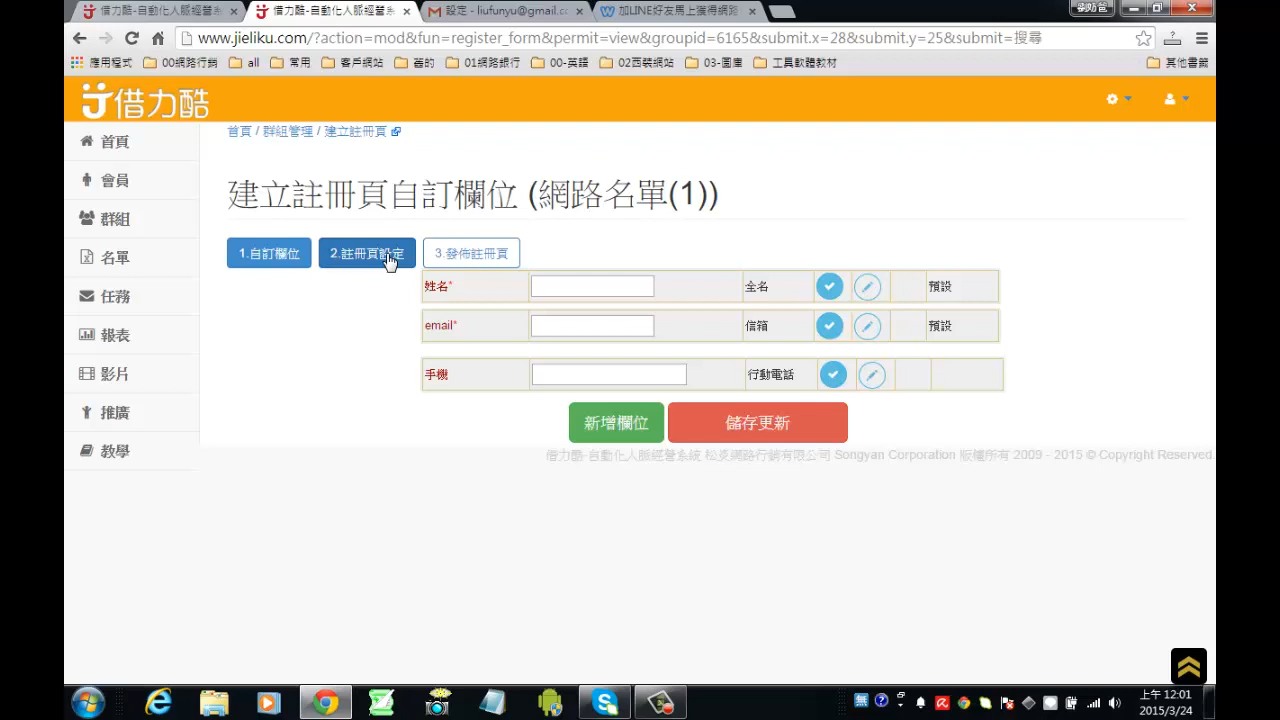 借力酷-自動化人脈經營系
借力酷-自動化人脈經營系
設定 - liufunyu@gmail.cc
加LINE好友馬上獲得網路
www.jieliku.com/?action=mod&fun=register_form&permit=view&groupid=6165&submit.x=28&submit.y=25&submit=搜尋
應用程式 00網路行銷 all 常用 客戶網站 簽約 01網路銀行 00-英語 02西裝網站 03-圖庫 工具軟體教材 其他書籤
借力酷
首頁
會員
群組
名單
任務
報表
影片
推廣
教學
首頁 / 群組管理 / 建立註冊頁
建立註冊頁自訂欄位 (網路名單(1))
1.自訂欄位 2.註冊頁設定 3.發佈註冊頁
姓名* 全名 預設
email* 信箱 預設
手機 行動電話
新增欄位 儲存更新
借力酷-自動化人脈經營系統 松炎網路行銷有限公司 Songyan Corporation 版權所有 2009 - 2015 © Copyright Reserved
上午 12:01
2015/3/24